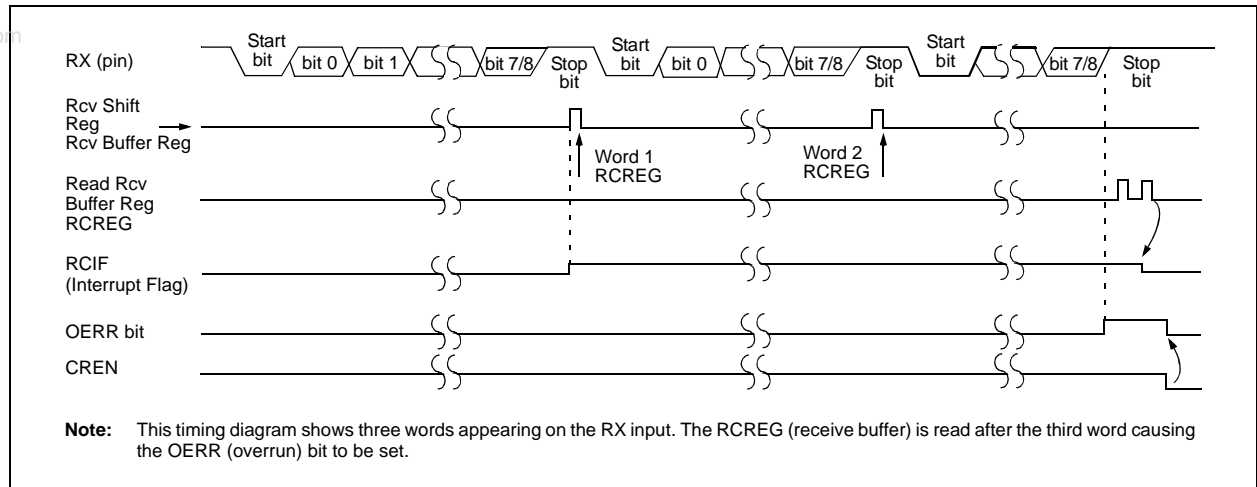 om
Start bit
bit 0
bit 1
bit 7/8
Stop bit
Start bit
bit 0
bit 7/8
Stop bit
Start bit
bit 7/8
Stop bit
RX (pin)
Rcv Shift
Reg
Rcv Buffer Reg
Word 1
RCREG
Word 2
RCREG
Read Rcv
Buffer Reg
RCREG
RCIF
(Interrupt Flag)
OERR bit
CREN
Note: This timing diagram shows three words appearing on the RX input. The RCREG (receive buffer) is read after the third word causing
the OERR (overrun) bit to be set.